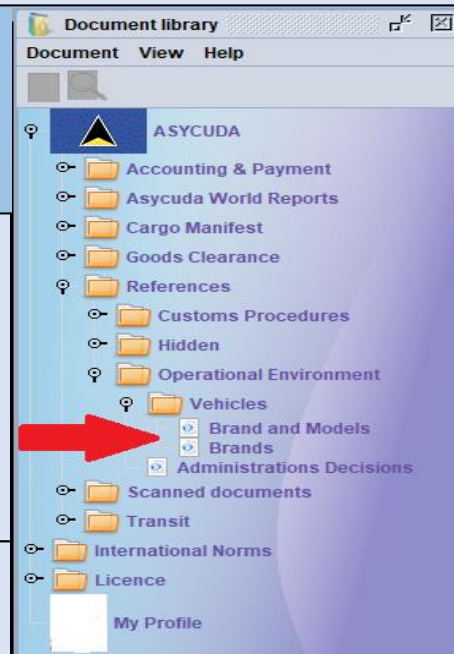 Document library
Document View Help
ASYCUDA
Accounting & Payment
Asycuda World Reports
Cargo Manifest
Goods Clearance
References
Customs Procedures
Hidden
Operational Environment
Vehicles
Brand and Models
Brands
Administrations Decisions
Scanned documents
Transit
International Norms
Licence
My Profile